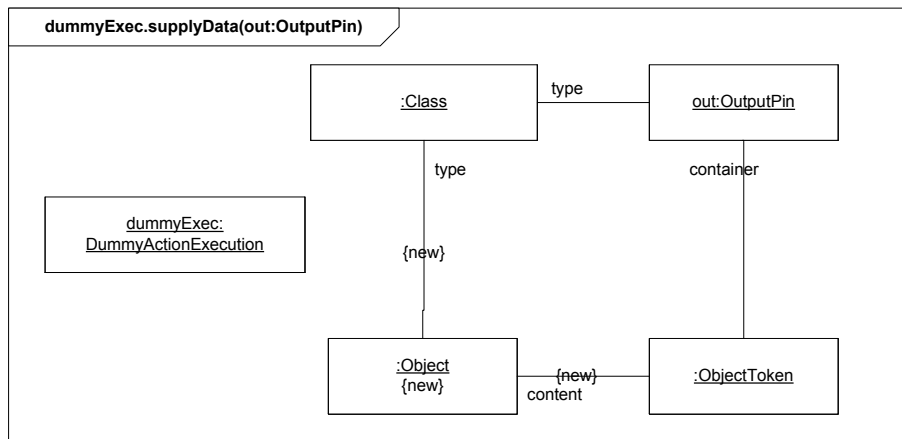 dummyExec.supplyData(out:OutputPin)
:Class
type
out:OutputPin
type
container
dummyExec:
DummyActionExecution
{new}
:Object
{new}
{new}
content
:ObjectToken